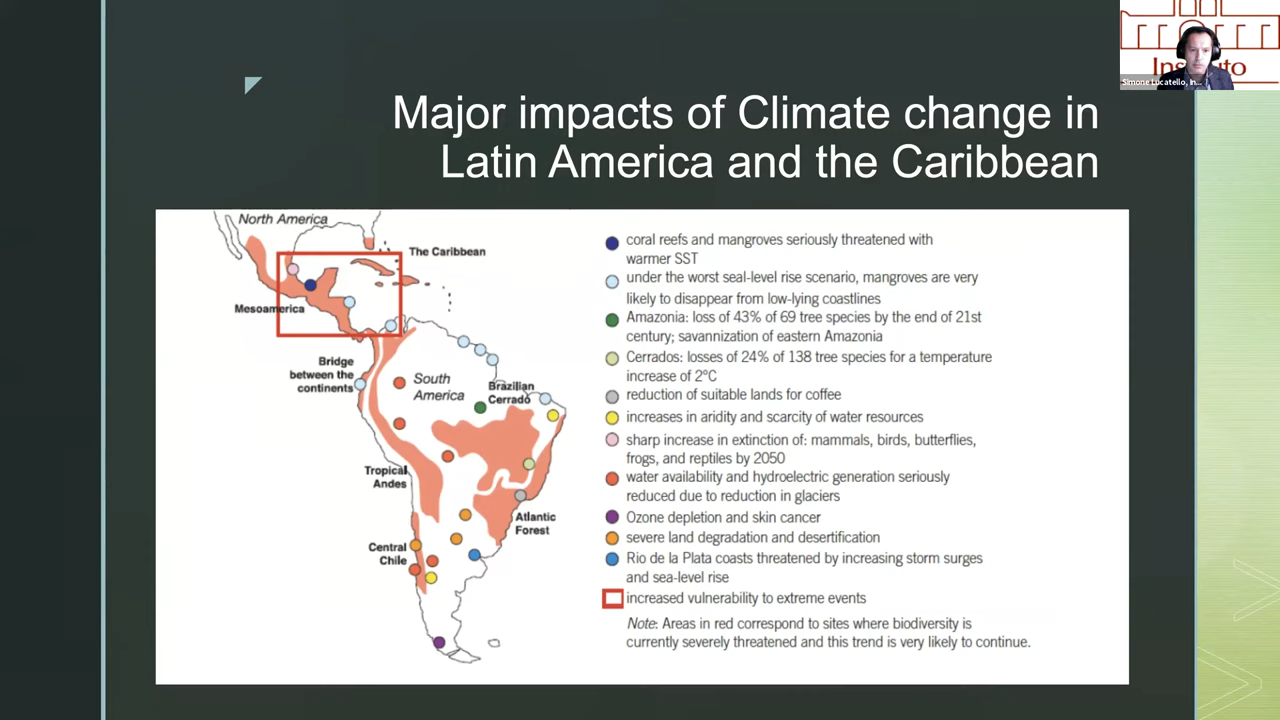 Instituto
Simone Lucatello, In...
Major impacts of Climate change in
Latin America and the Caribbean
North America
The Caribbean
Mesoamerica
Bridge
between the
continents
South
America
Brazilian
Cerrado
Tropical
Andes
Atlantic
Forest
Central
Chile
coral reefs and mangroves seriously threatened with
warmer SST
under the worst seal-level rise scenario, mangroves are very
likely to disappear from low-lying coastlines
Amazonia: loss of 43% of 69 tree species by the end of 21st
century; savannization of eastern Amazonia
Cerrados: losses of 24% of 138 tree species for a temperature
increase of 2ºC
reduction of suitable lands for coffee
increases in aridity and scarcity of water resources
sharp increase in extinction of: mammals, birds, butterflies,
frogs, and reptiles by 2050
water availability and hydroelectric generation seriously
reduced due to reduction in glaciers
Ozone depletion and skin cancer
severe land degradation and desertification
Rio de la Plata coasts threatened by increasing storm surges
and sea-level rise
increased vulnerability to extreme events
Note: Areas in red correspond to sites where biodiversity is
currently severely threatened and this trend is very likely to continue.